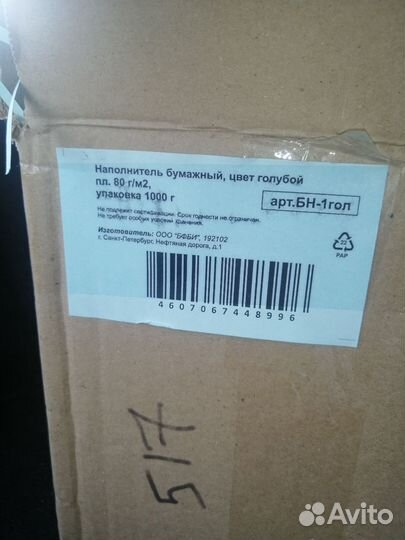 Наполнитель бумажный, цвет голубой
пл. 80 г/м2,
упаковка 1000 г
арт.БН-1гол
Не подлежит сертификации. Срок годности не ограничен.
Не требует особых условий хранения.
Изготовитель: ООО "БФБИ", 192102
г. Санкт-Петербург, Нефтяная дорога, д.1
22
PAP
4607067448996
517
Avito